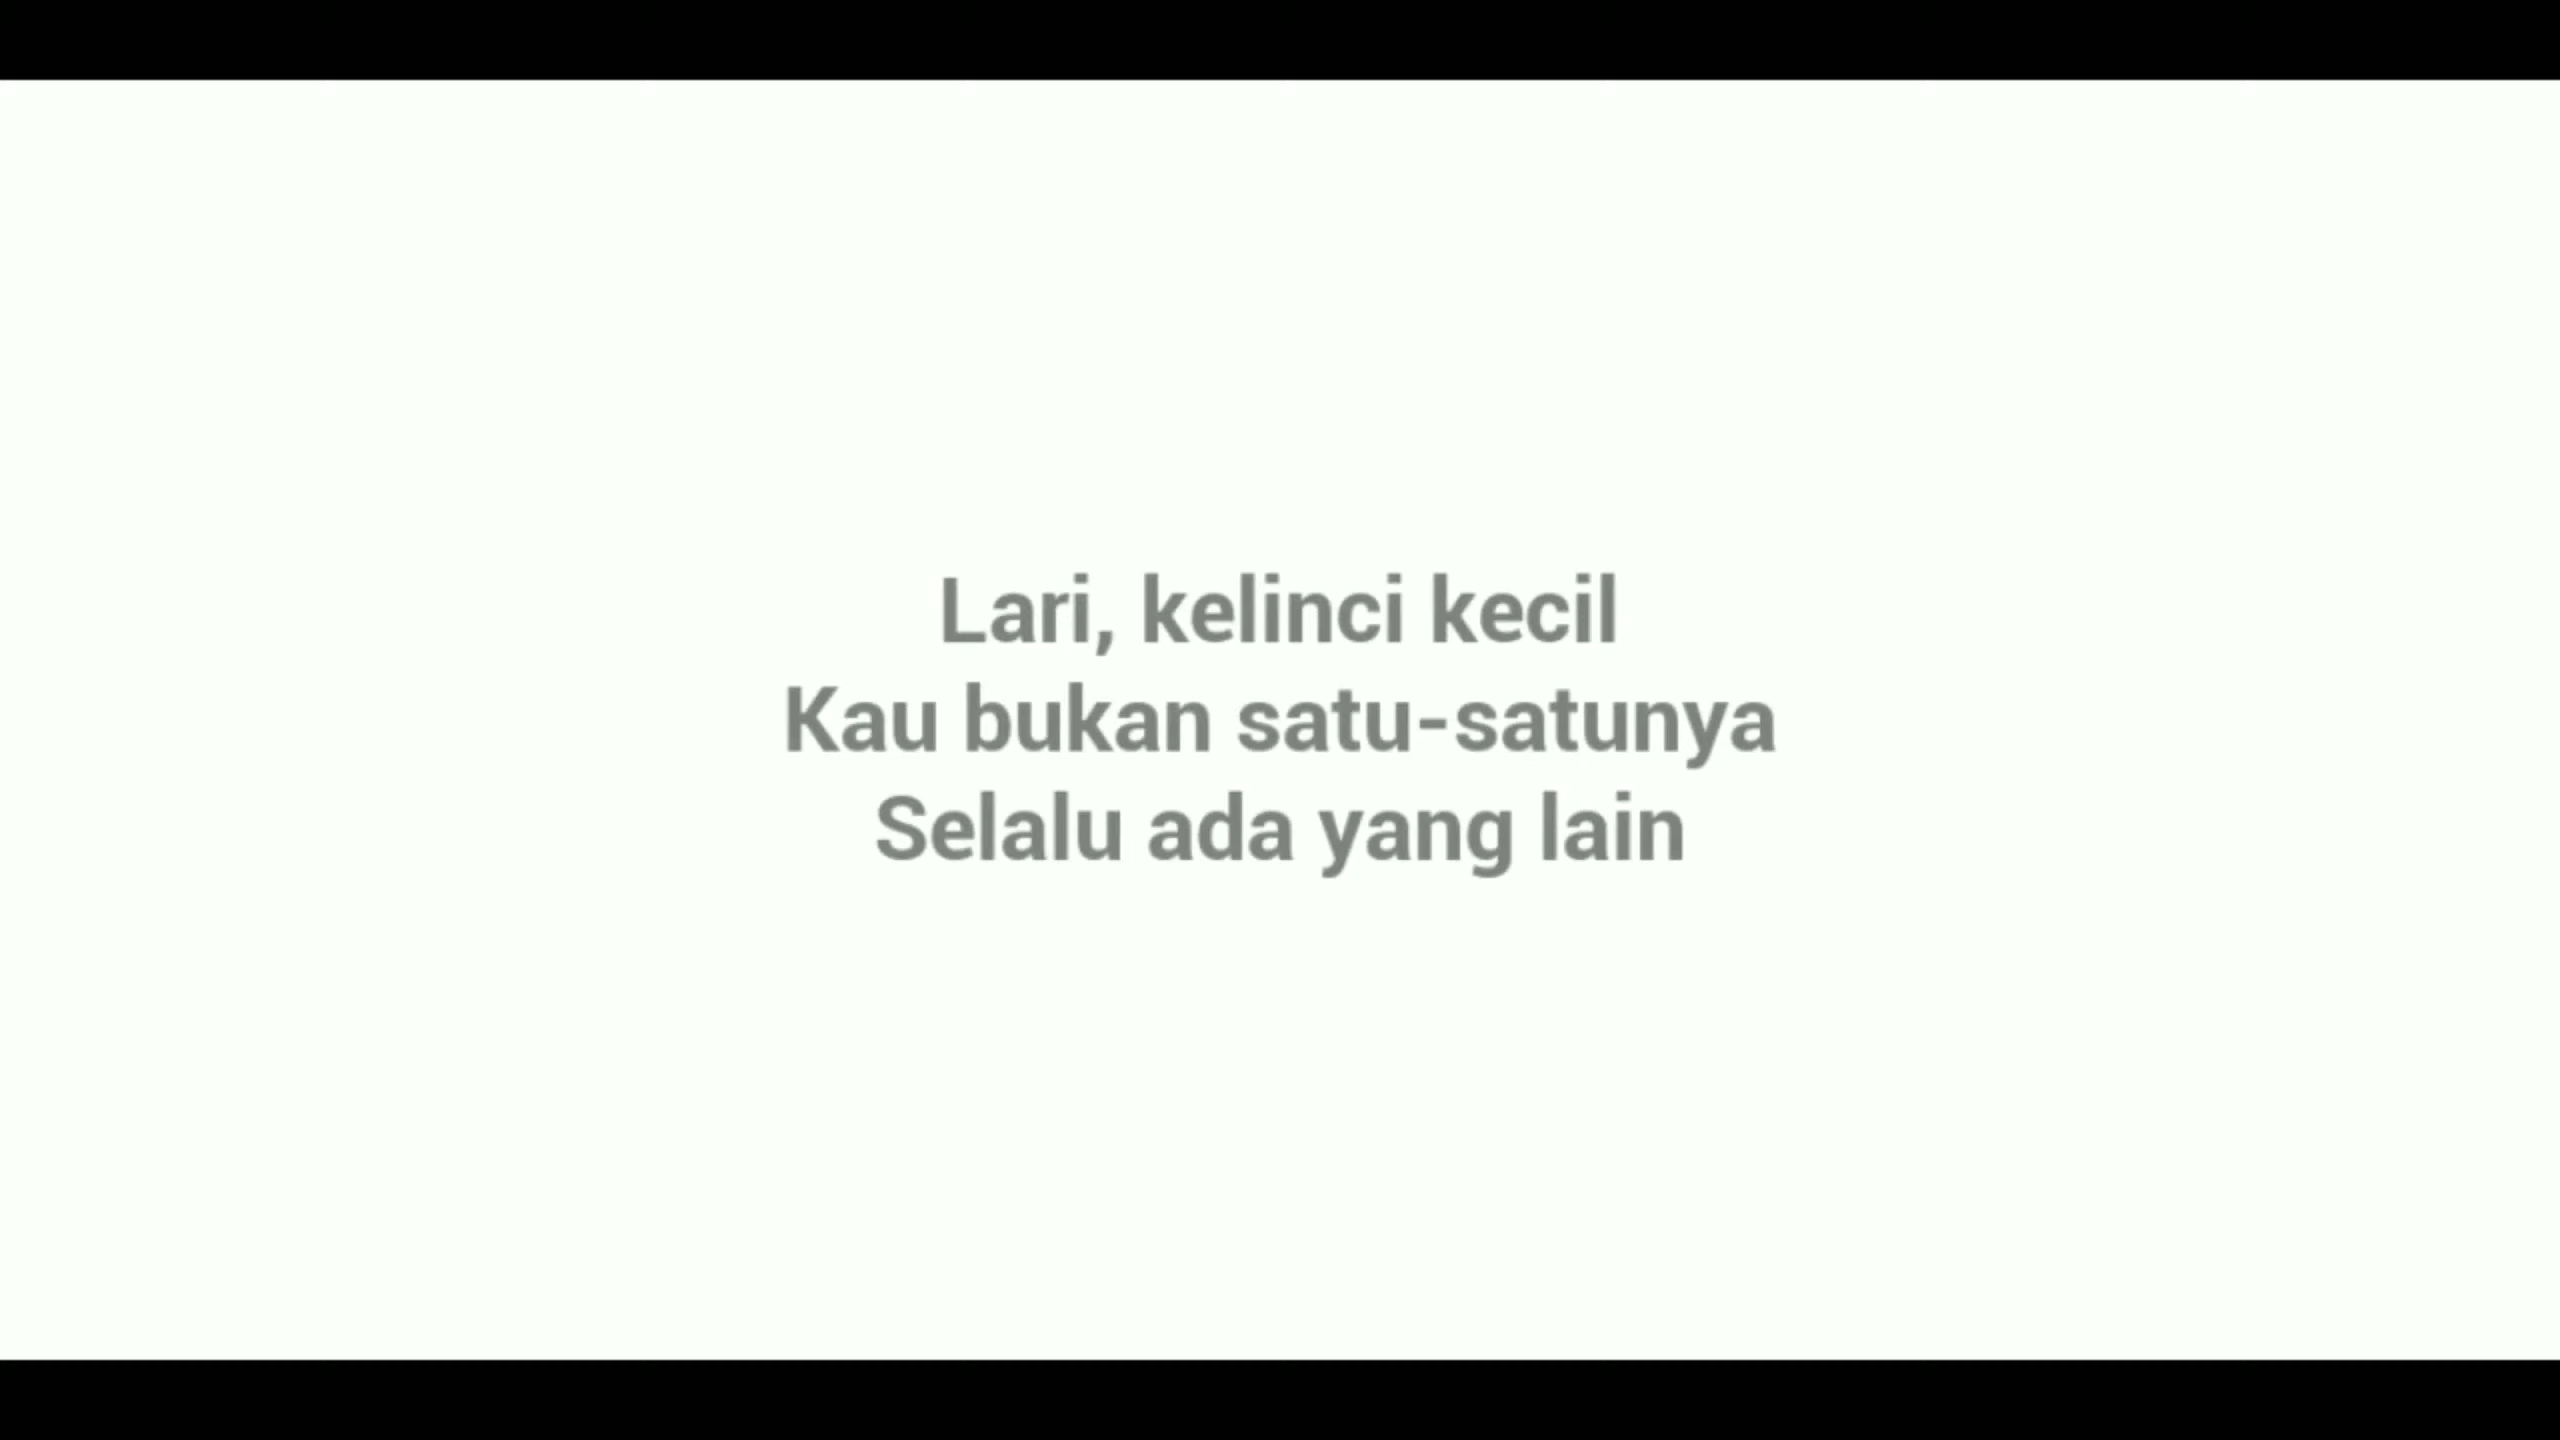 Lari, kelinci kecil
Kau bukan satu-satunya
Selalu ada yang lain